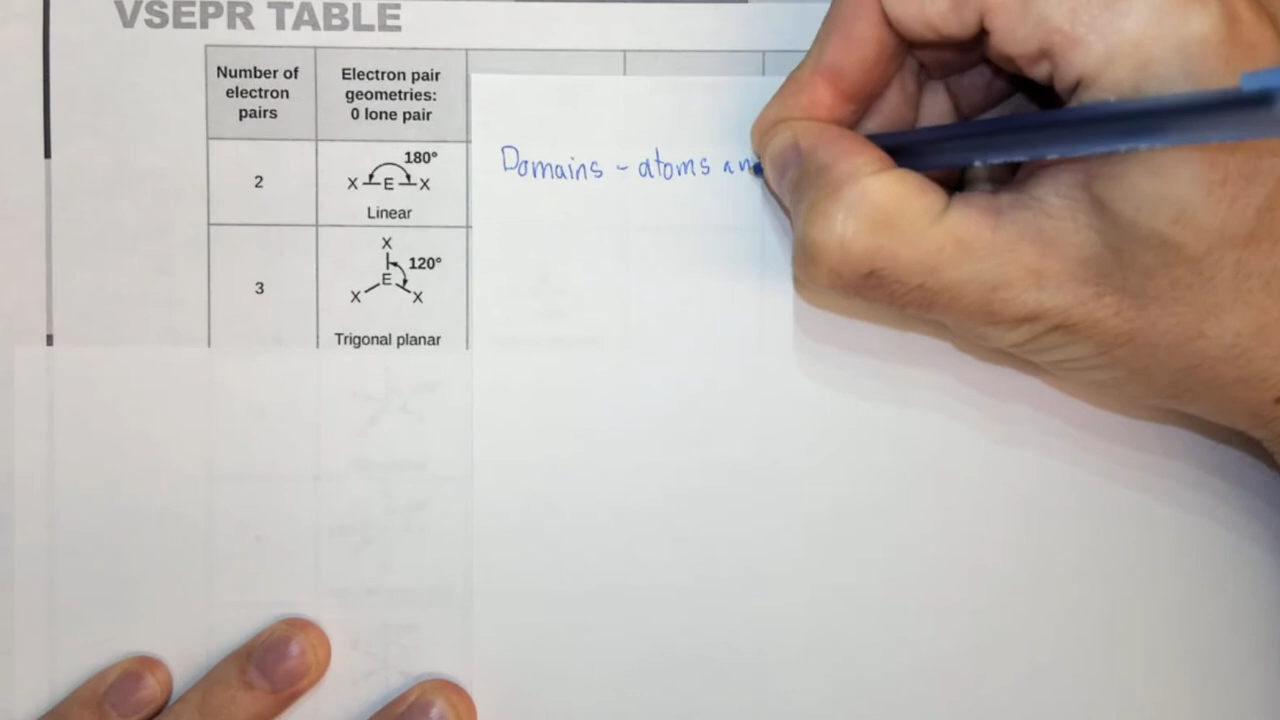 VSEPR TABLE
Number of
electron
pairs
Electron pair
geometries:
0 lone pair
2
180°
X E X
Linear
3
X
120°
E
X X
Trigonal planar
Domains - atoms an